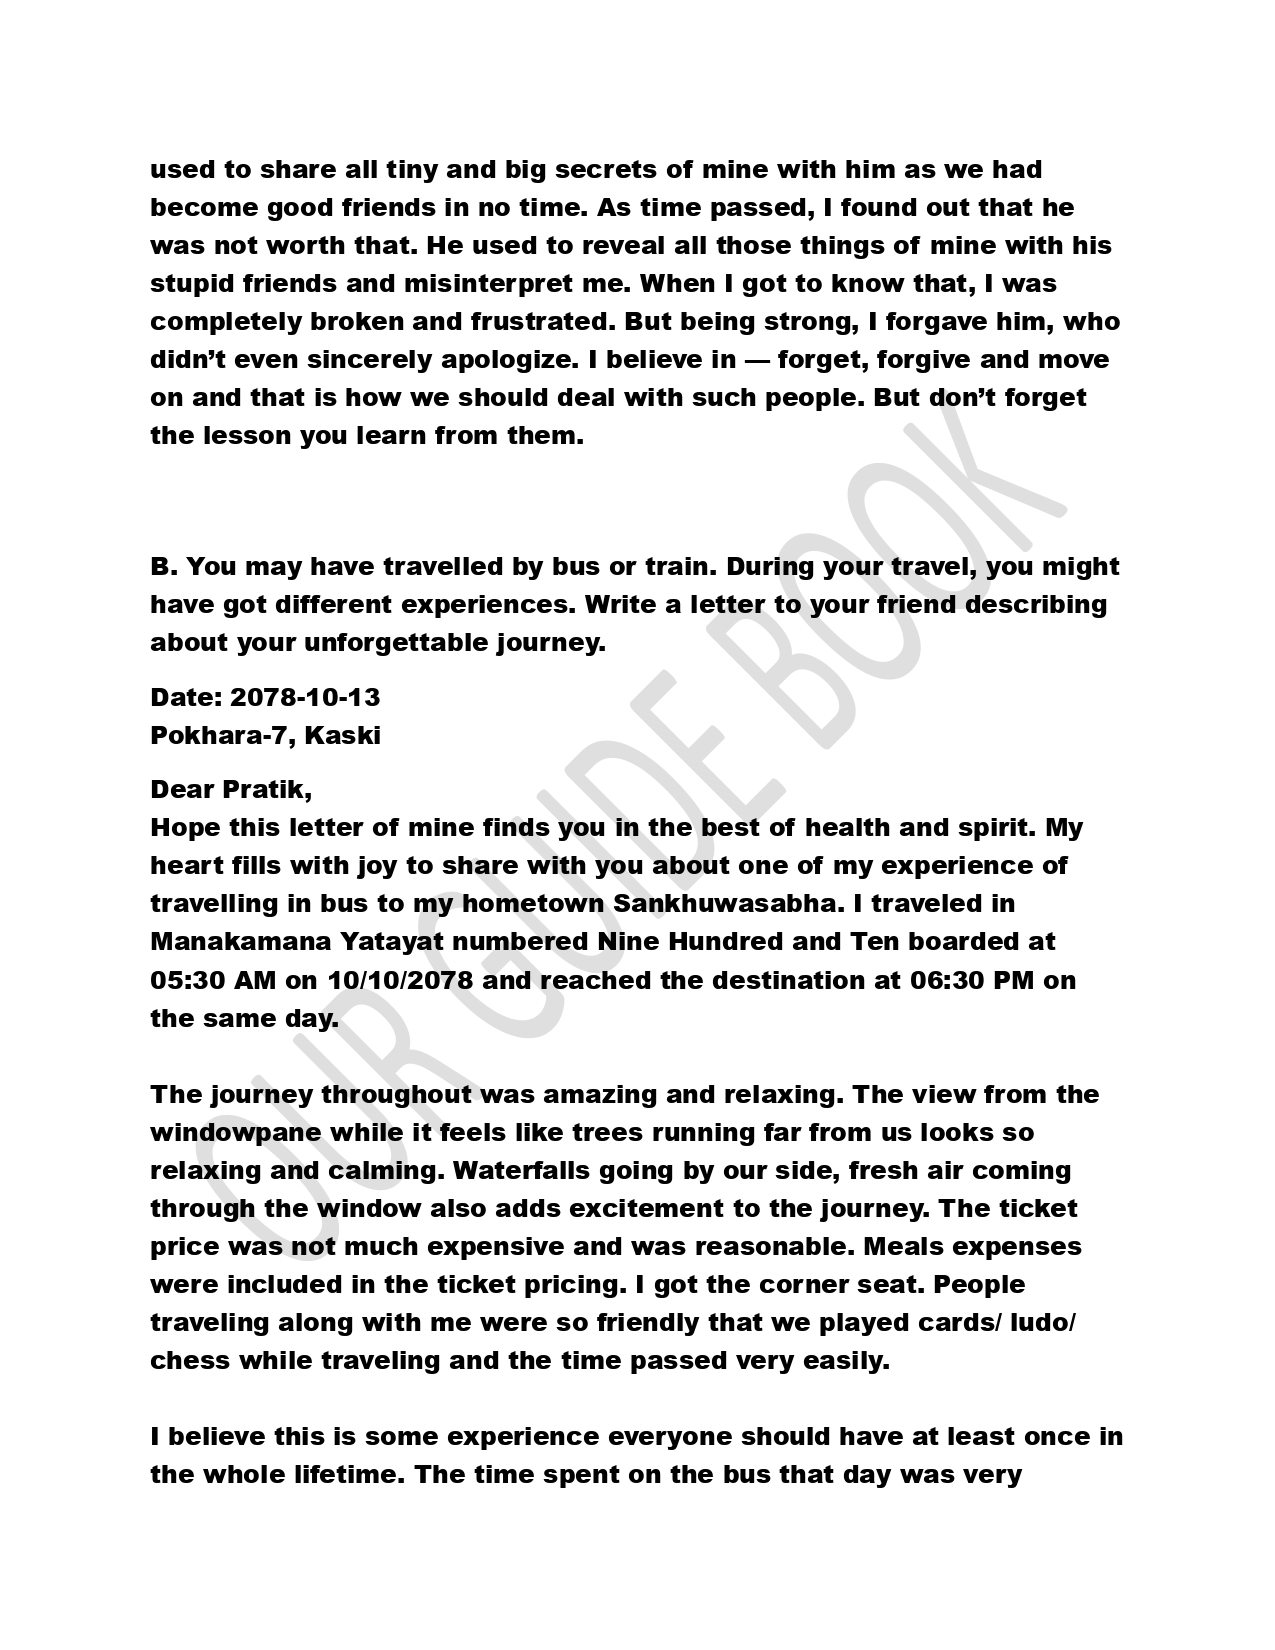 used to share all tiny and big secrets of mine with him as we had
become good friends in no time. As time passed, I found out that he
was not worth that. He used to reveal all those things of mine with his
stupid friends and misinterpret me. When I got to know that, I was
completely broken and frustrated. But being strong, I forgave him, who
didn’t even sincerely apologize. I believe in — forget, forgive and move
on and that is how we should deal with such people. But don’t forget
the lesson you learn from them.
B. You may have travelled by bus or train. During your travel, you might
have got different experiences. Write a letter to your friend describing
about your unforgettable journey.
Date: 2078-10-13
Pokhara-7, Kaski
Dear Pratik,
Hope this letter of mine finds you in the best of health and spirit. My
heart fills with joy to share with you about one of my experience of
travelling in bus to my hometown Sankhuwasabha. I traveled in
Manakamana Yatayat numbered Nine Hundred and Ten boarded at
05:30 AM on 10/10/2078 and reached the destination at 06:30 PM on
the same day.
The journey throughout was amazing and relaxing. The view from the
windowpane while it feels like trees running far from us looks so
relaxing and calming. Waterfalls going by our side, fresh air coming
through the window also adds excitement to the journey. The ticket
price was not much expensive and was reasonable. Meals expenses
were included in the ticket pricing. I got the corner seat. People
traveling along with me were so friendly that we played cards/ ludo/
chess while traveling and the time passed very easily.
I believe this is some experience everyone should have at least once in
the whole lifetime. The time spent on the bus that day was very
OUR GUIDE BOOK